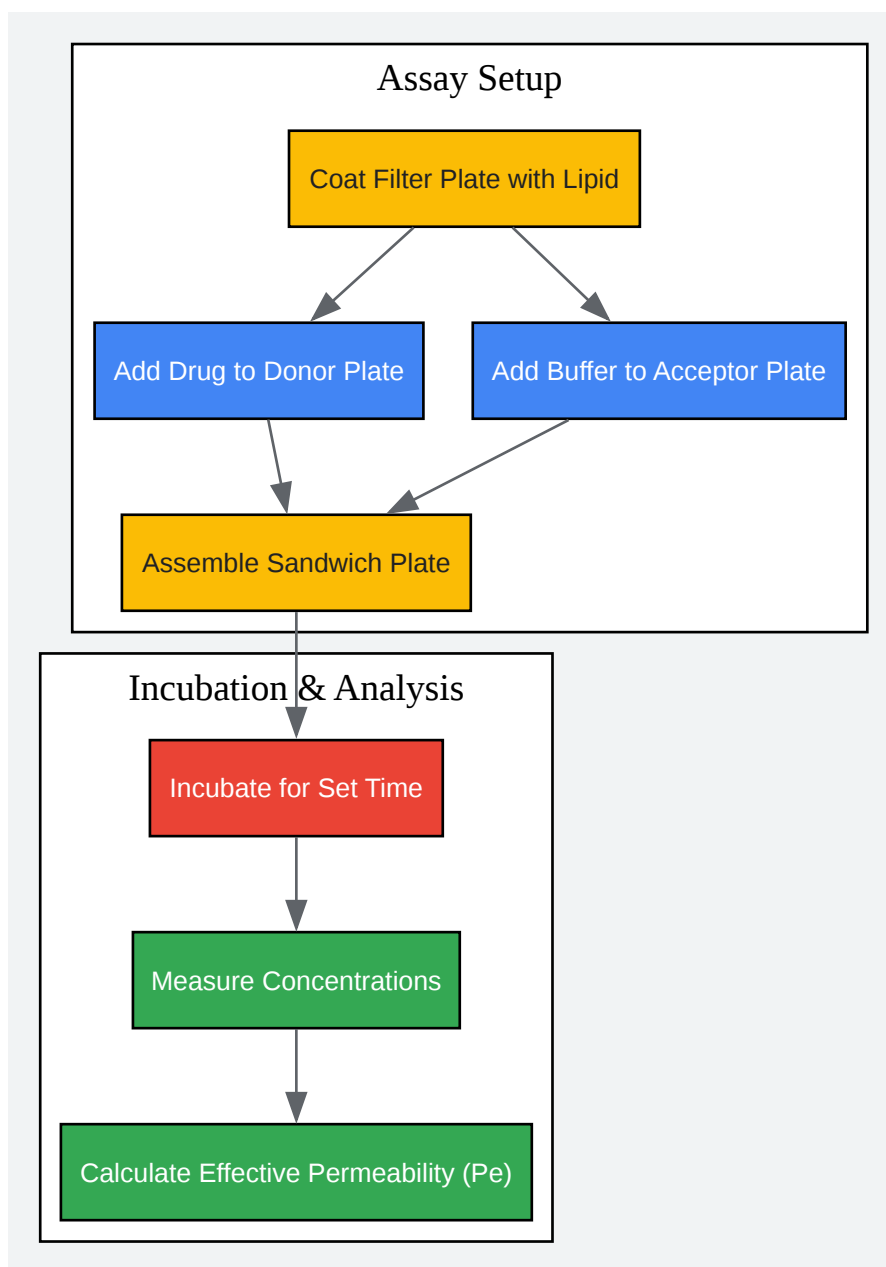 Assay Setup
Coat Filter Plate with Lipid
Add Drug to Donor Plate
Add Buffer to Acceptor Plate
Assemble Sandwich Plate
Incubation & Analysis
Incubate for Set Time
Measure Concentrations
Calculate Effective Permeability (Pe)